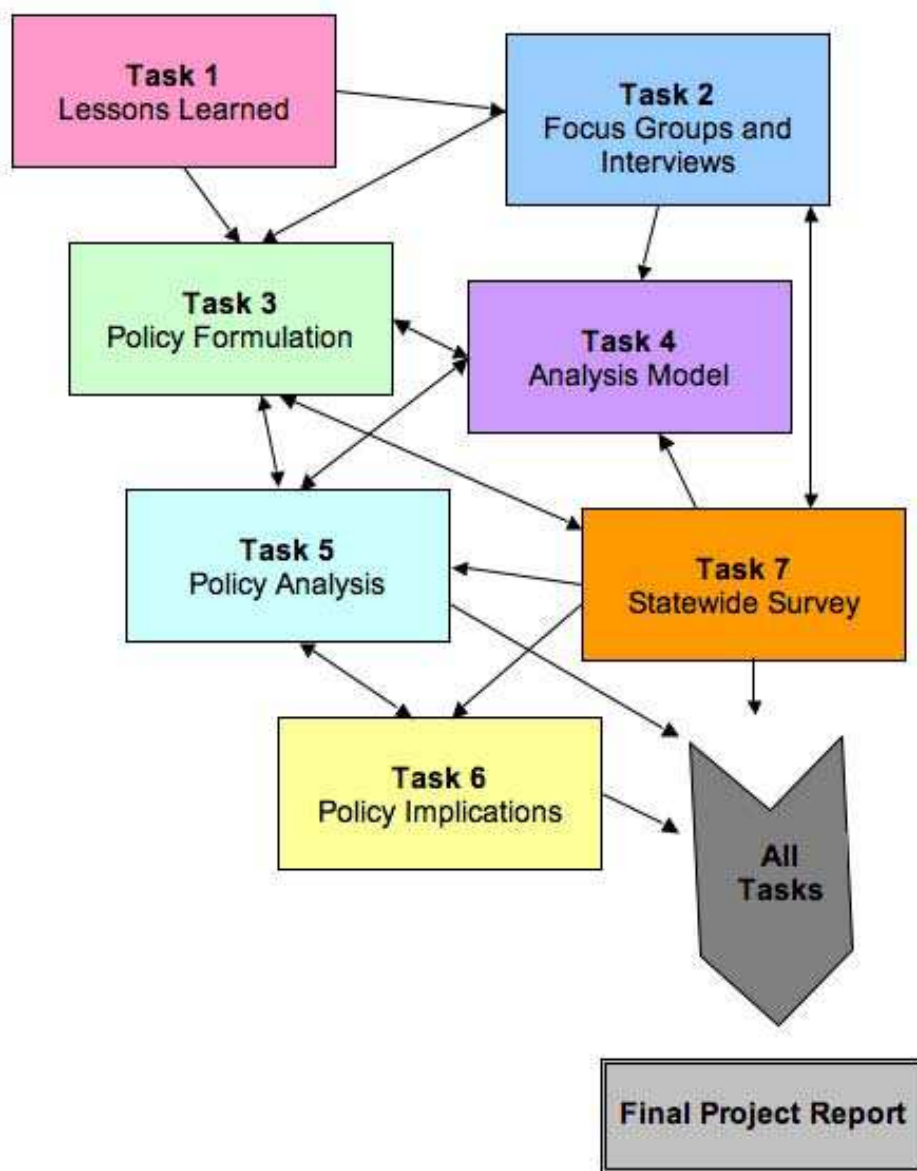 Task 1
Lessons Learned
Task 2
Focus Groups and
Interviews
Task 3
Policy Formulation
Task 4
Analysis Model
Task 5
Policy Analysis
Task 7
Statewide Survey
Task 6
Policy Implications
All
Tasks
Final Project Report